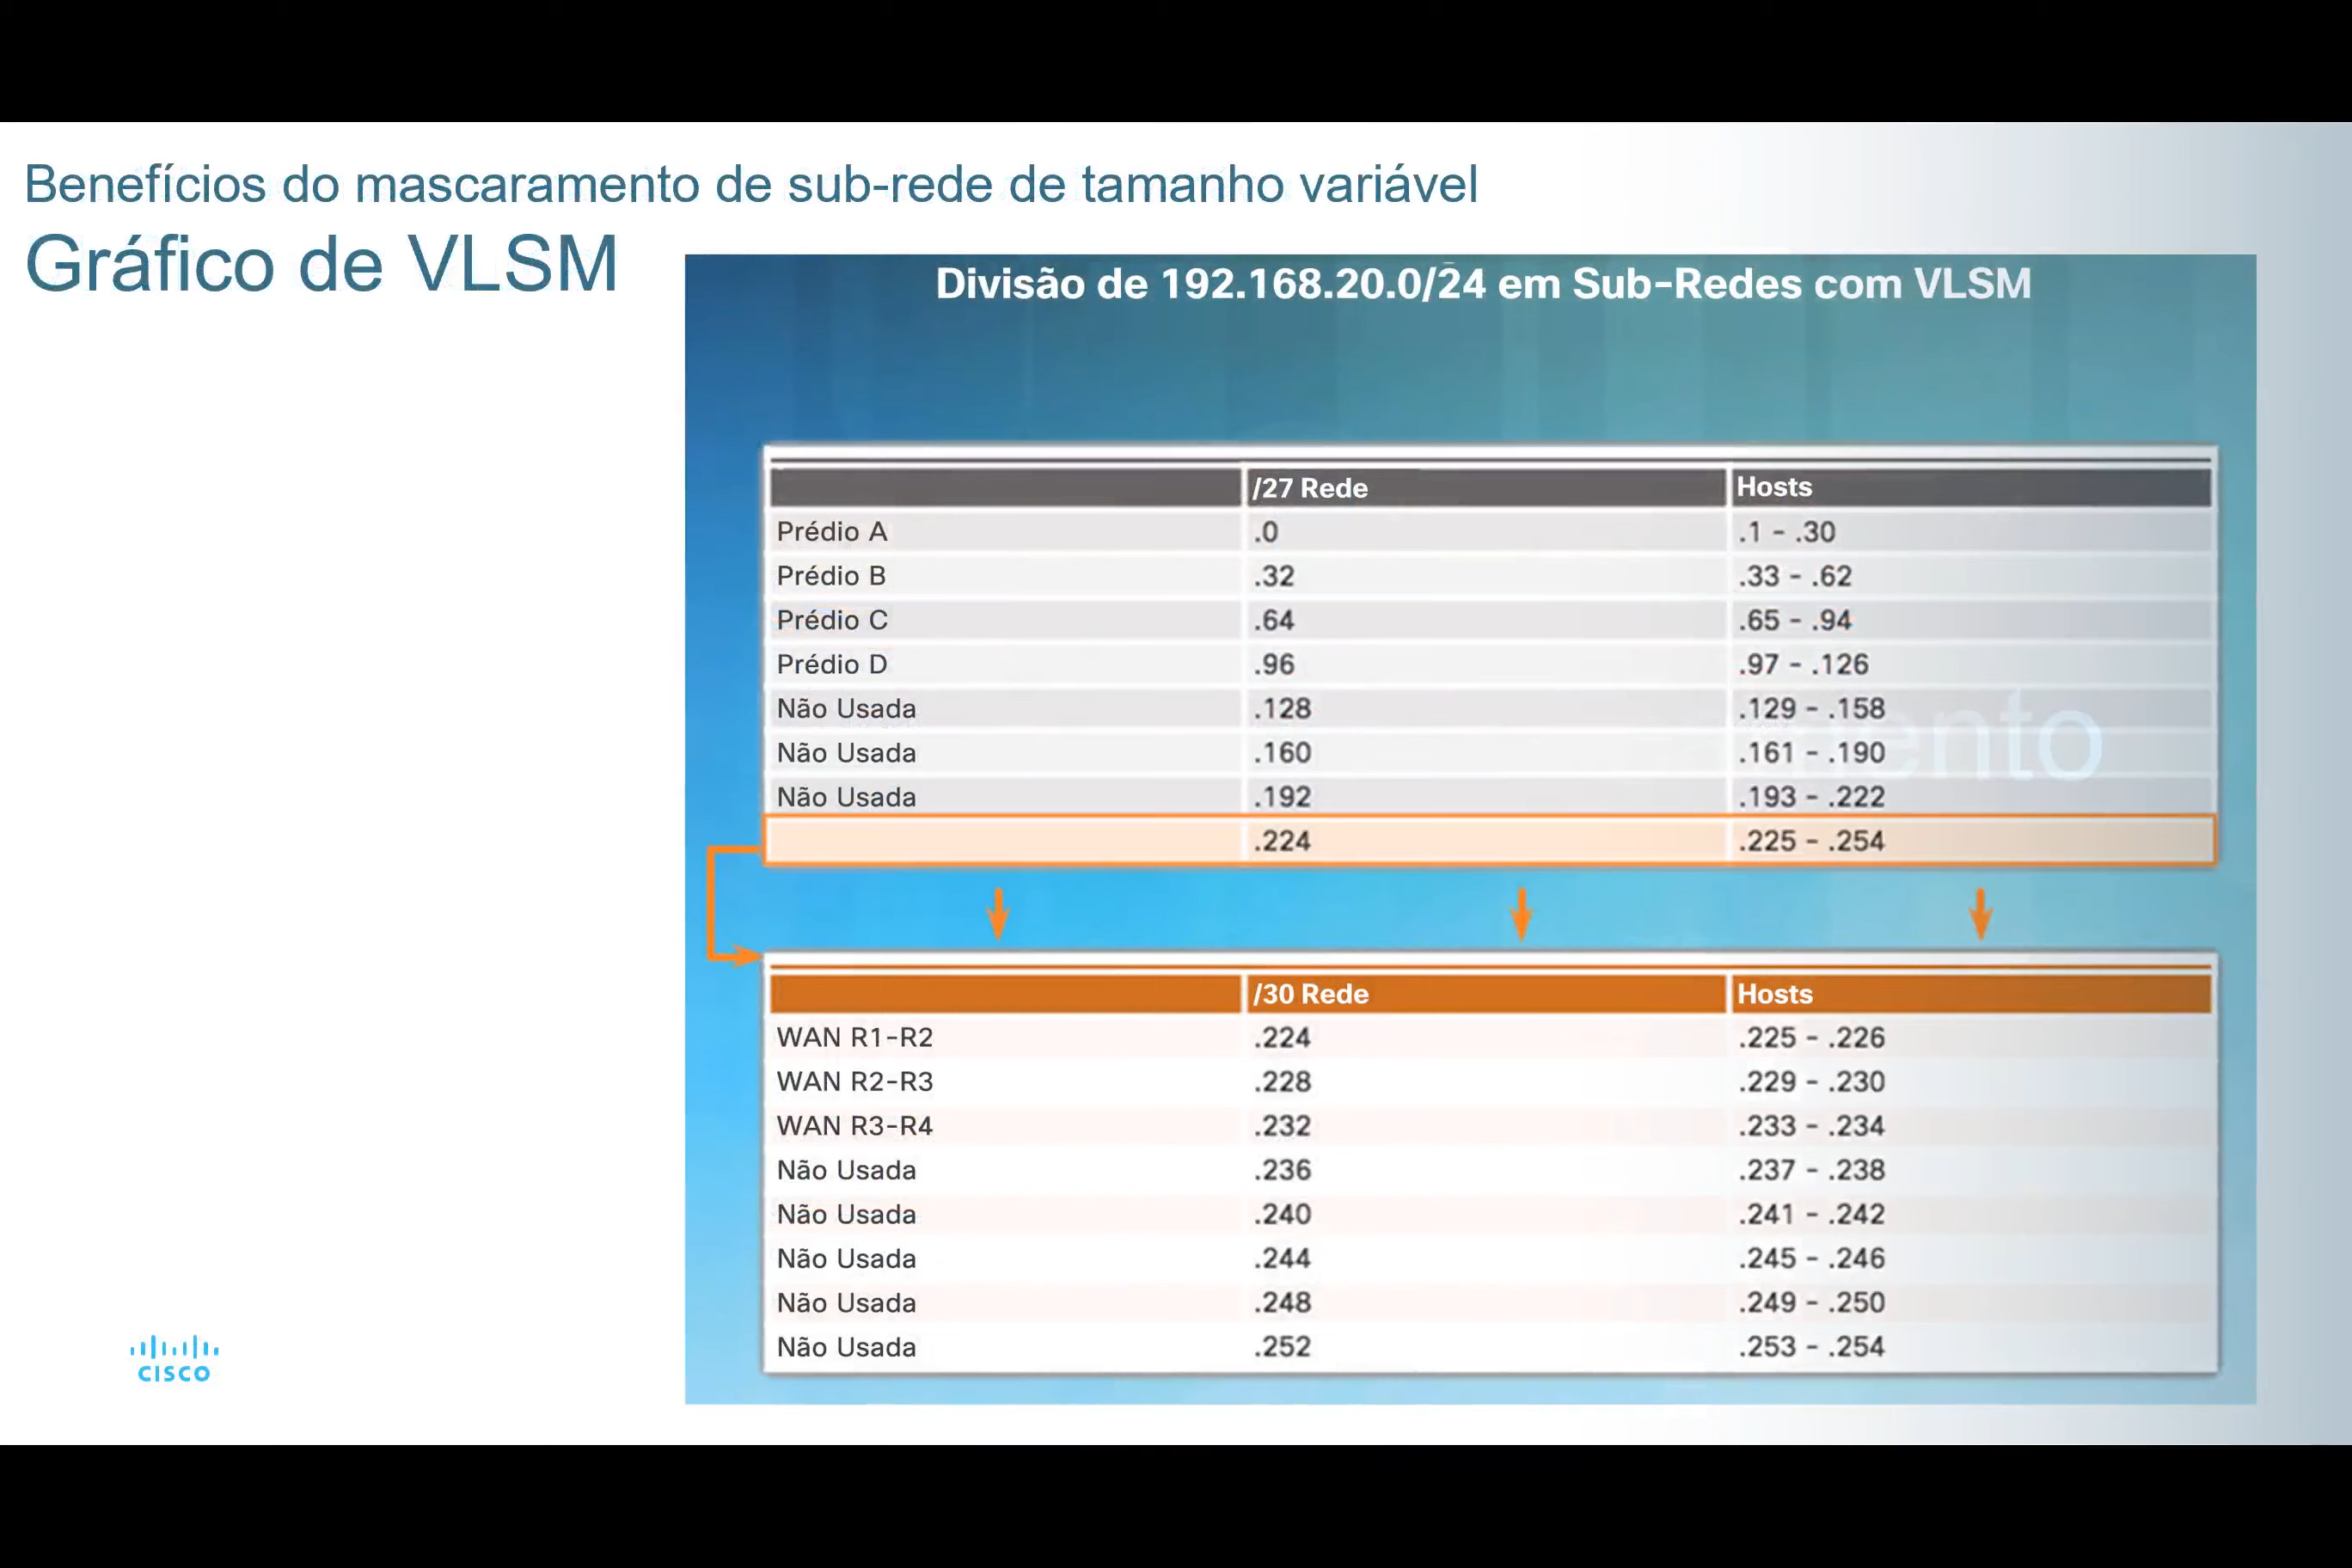 Benefícios do mascaramento de sub-rede de tamanho variável
Gráfico de VLSM
Divisão de 192.168.20.0/24 em Sub-Redes com VLSM
/27 Rede Hosts
Prédio A .0 .1 - .30
Prédio B .32 .33 - .62
Prédio C .64 .65 - .94
Prédio D .96 .97 - .126
Não Usada .128 .129 - .158
Não Usada .160 .161 - .190
Não Usada .192 .193 - .222
.224 .225 - .254
/30 Rede Hosts
WAN R1-R2 .224 .225 - .226
WAN R2-R3 .228 .229 - .230
WAN R3-R4 .232 .233 - .234
Não Usada .236 .237 - .238
Não Usada .240 .241 - .242
Não Usada .244 .245 - .246
Não Usada .248 .249 - .250
Não Usada .252 .253 - .254
CISCO